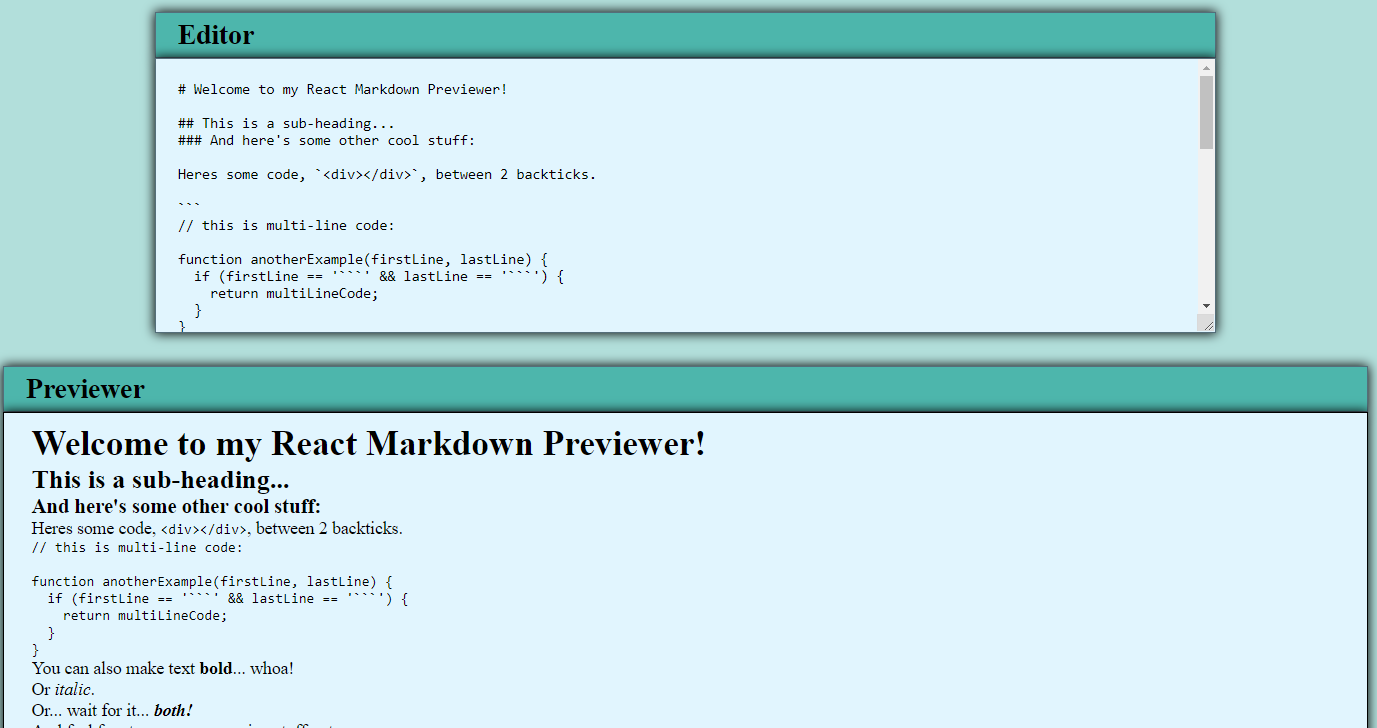 Editor
# Welcome to my React Markdown Previewer!
## This is a sub-heading...
### And here's some other cool stuff:
Heres some code, `<div></div>`, between 2 backticks.
```
// this is multi-line code:
function anotherExample(firstLine, lastLine) {
  if (firstLine == '```' && lastLine == '```') {
    return multiLineCode;
  }
}
Previewer
Welcome to my React Markdown Previewer!
This is a sub-heading...
And here's some other cool stuff:
Heres some code, <div></div>, between 2 backticks.
// this is multi-line code:
function anotherExample(firstLine, lastLine) {
  if (firstLine == '```' && lastLine == '```') {
    return multiLineCode;
  }
}
You can also make text bold... whoa!
Or italic.
Or... wait for it... both!